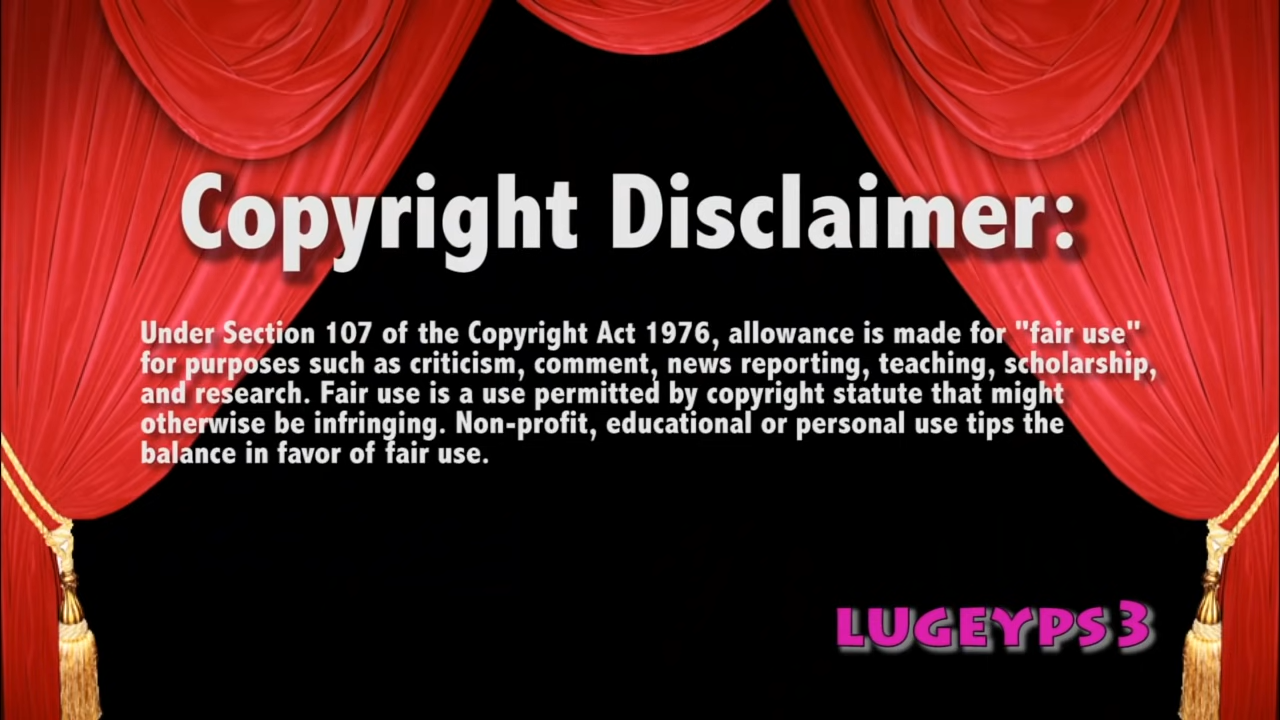 Copyright Disclaimer:
Under Section 107 of the Copyright Act 1976, allowance is made for "fair use"
for purposes such as criticism, comment, news reporting, teaching, scholarship,
and research. Fair use is a use permitted by copyright statute that might
otherwise be infringing. Non-profit, educational or personal use tips the
balance in favor of fair use.
LUGEYPS3